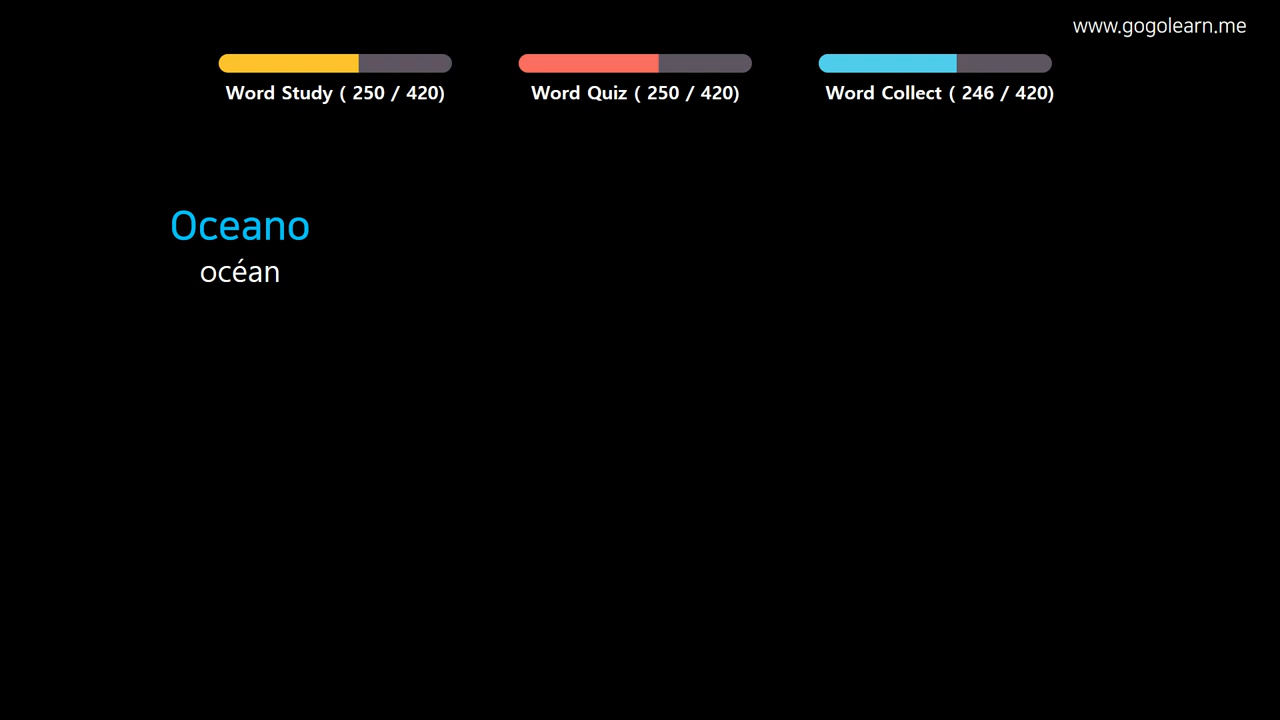 www.gogolearn.me
Word Study ( 250 / 420)
Word Quiz ( 250 / 420)
Word Collect ( 246 / 420)
Oceano
océan